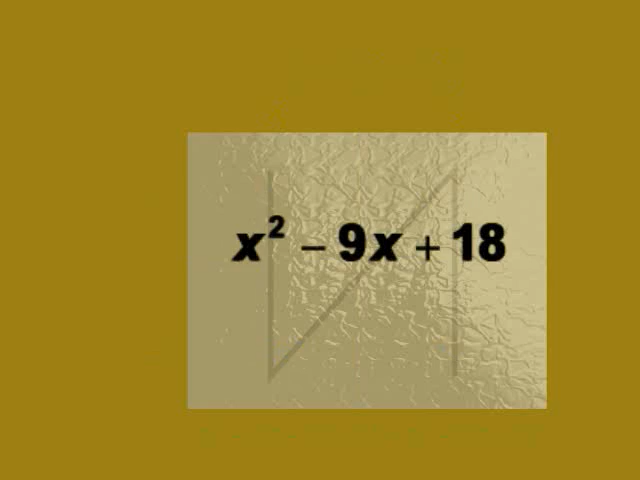 x² – 9x + 18